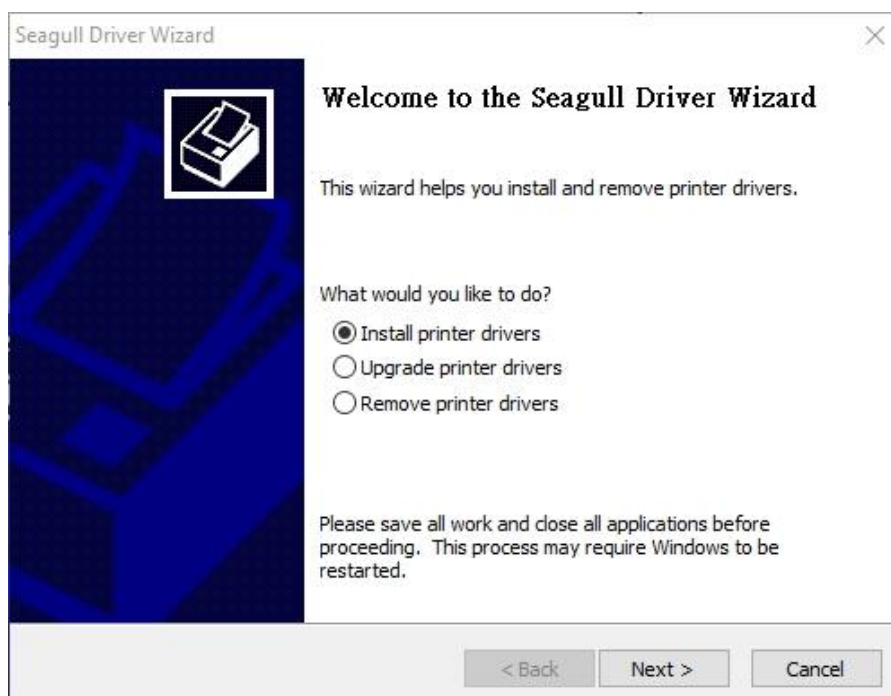 Seagull Driver Wizard
Welcome to the Seagull Driver Wizard
This wizard helps you install and remove printer drivers.
What would you like to do?
Install printer drivers
Upgrade printer drivers
Remove printer drivers
Please save all work and close all applications before
proceeding.  This process may require Windows to be
restarted.
< Back
Next >
Cancel